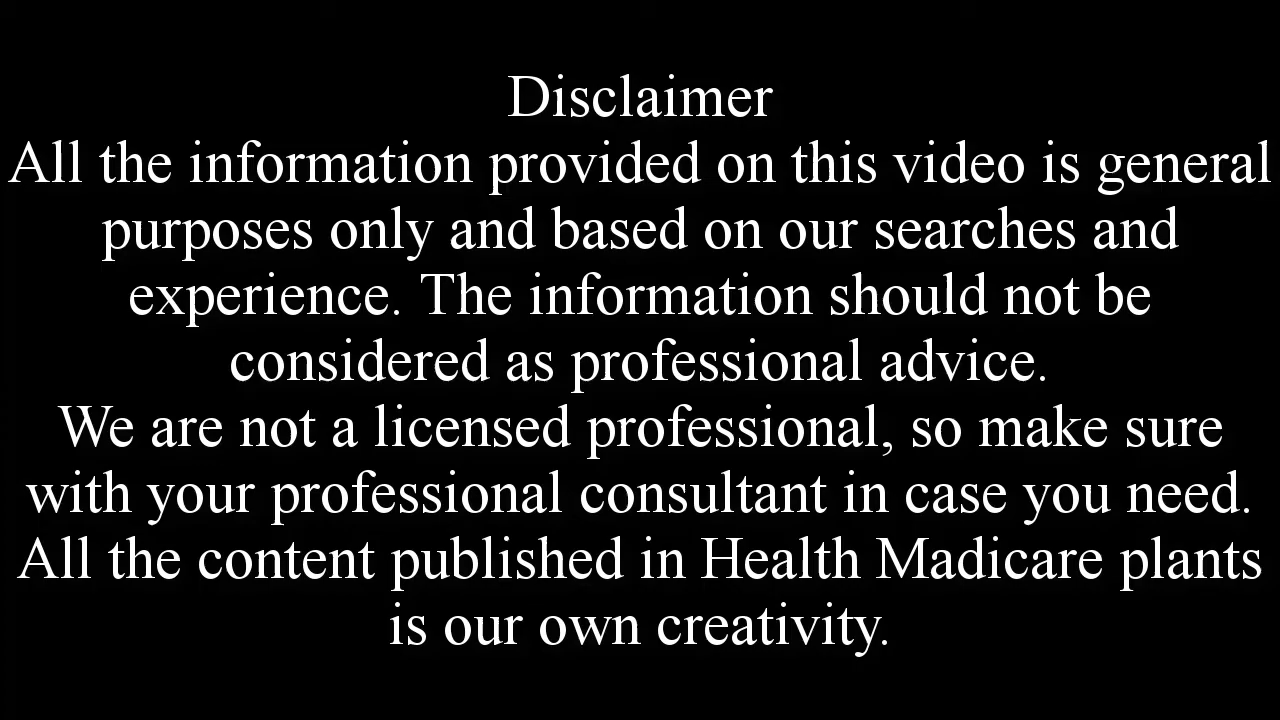 Disclaimer
All the information provided on this video is general
purposes only and based on our searches and
experience. The information should not be
considered as professional advice.
We are not a licensed professional, so make sure
with your professional consultant in case you need.
All the content published in Health Madicare plants
is our own creativity.